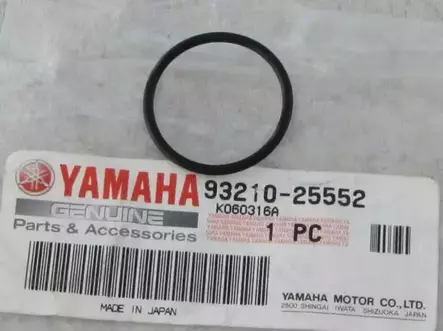 YAMAHA 93210-25552
GENUINE K060316A
Parts & Accessories 1 PC
MADE IN JAPAN
YAMAHA MOTOR CO.,LTD.
2500 SHINGAI IWATA SHIZUOKA JAPAN